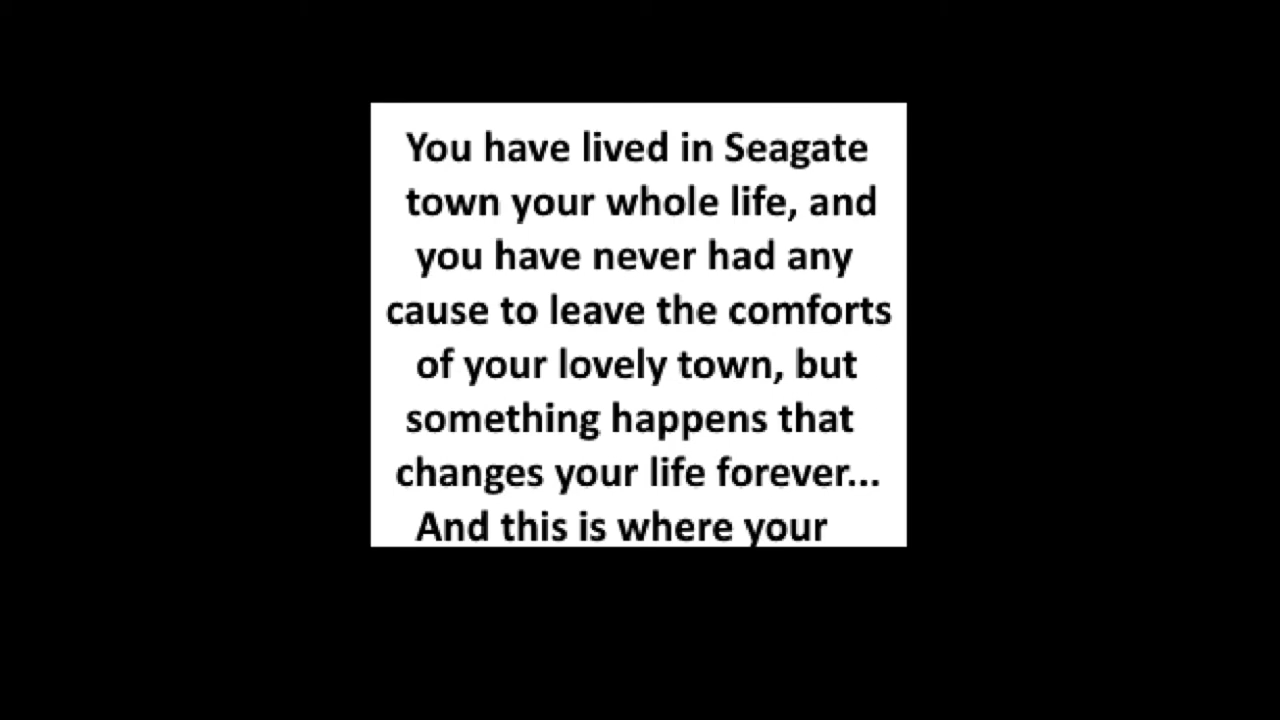 You have lived in Seagate
town your whole life, and
you have never had any
cause to leave the comforts
of your lovely town, but
something happens that
changes your life forever...
And this is where your